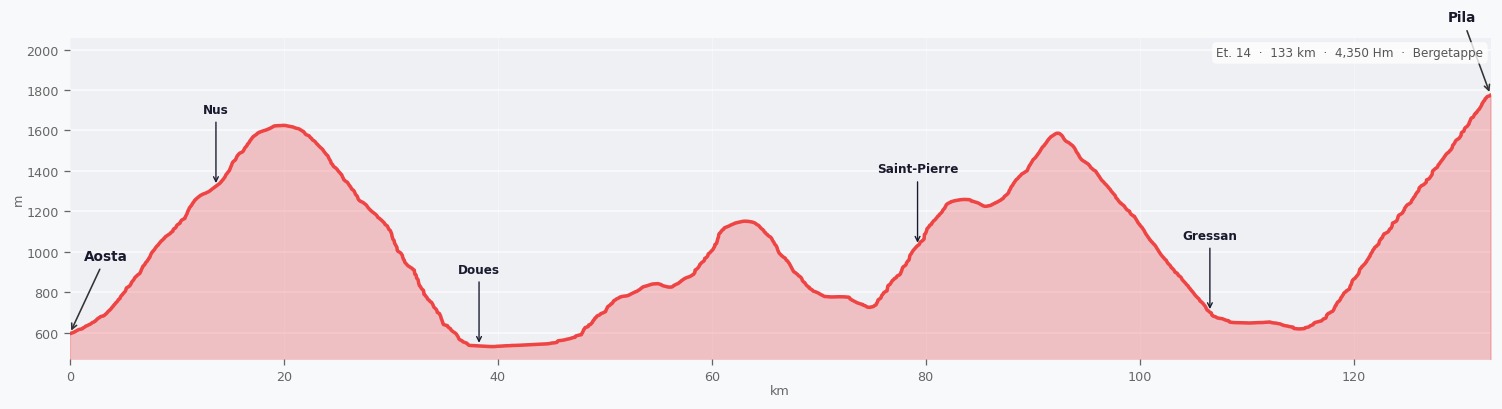 Pila
Et. 14 · 133 km · 4,350 Hm · Bergetappe
Nus
Saint-Pierre
Aosta
Doues
Gressan
m
2000
1800
1600
1400
1200
1000
800
600
0 20 40 60 80 100 120
km